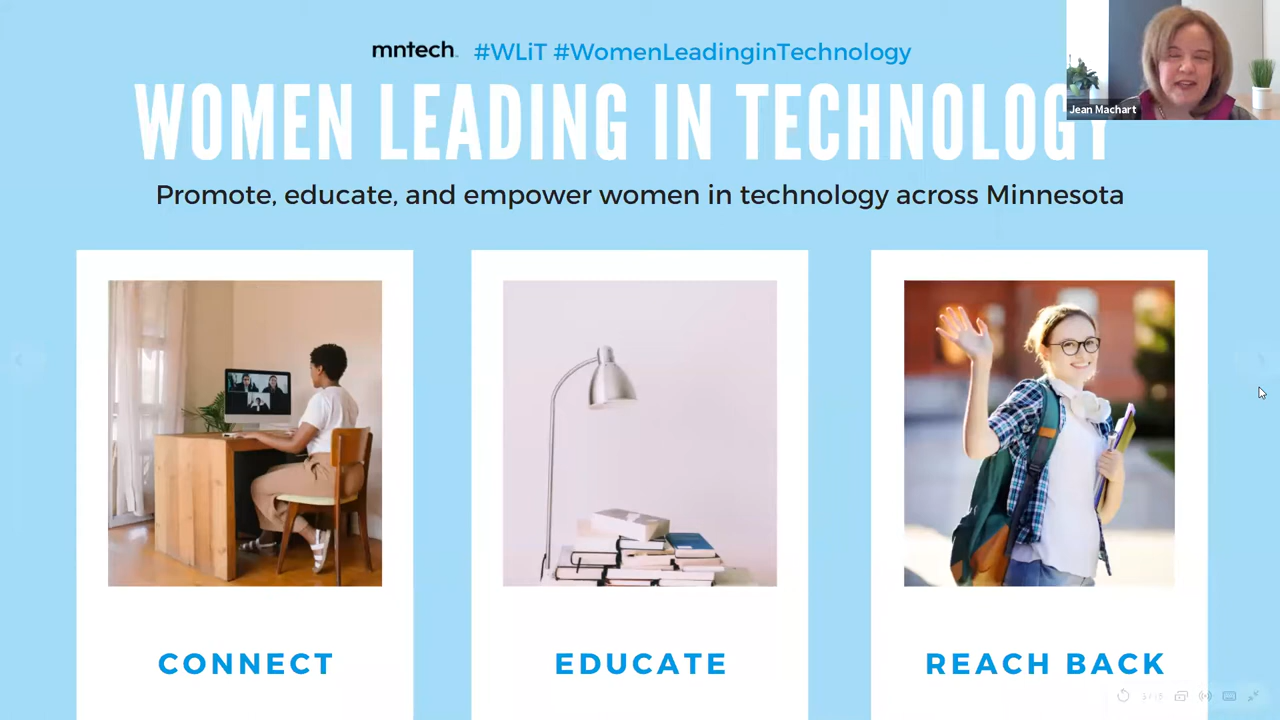 mntech #WLiT #WomenLeadinginTechnology
WOMEN LEADING IN TECHNOLOGY
Jean Machart
Promote, educate, and empower women in technology across Minnesota
CONNECT
EDUCATE
REACH BACK